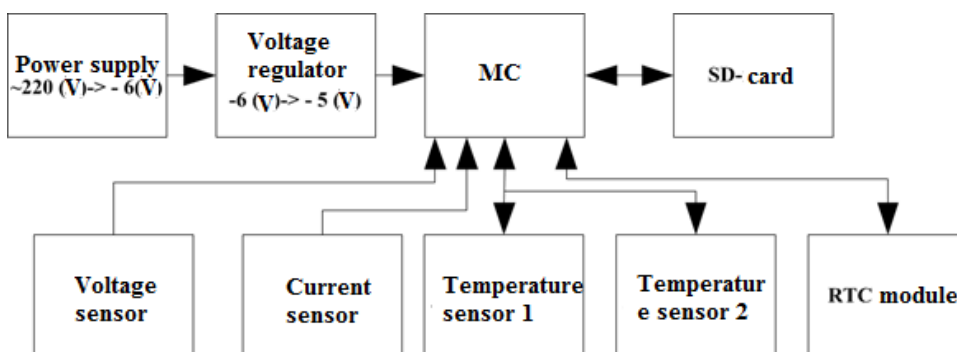 Power supply
~220 (V)-> - 6(V)
Voltage
regulator
-6 (V)-> - 5 (V)
MC
SD- card
Voltage
sensor
Current
sensor
Temperature
sensor 1
Temperatur
e sensor 2
RTC module